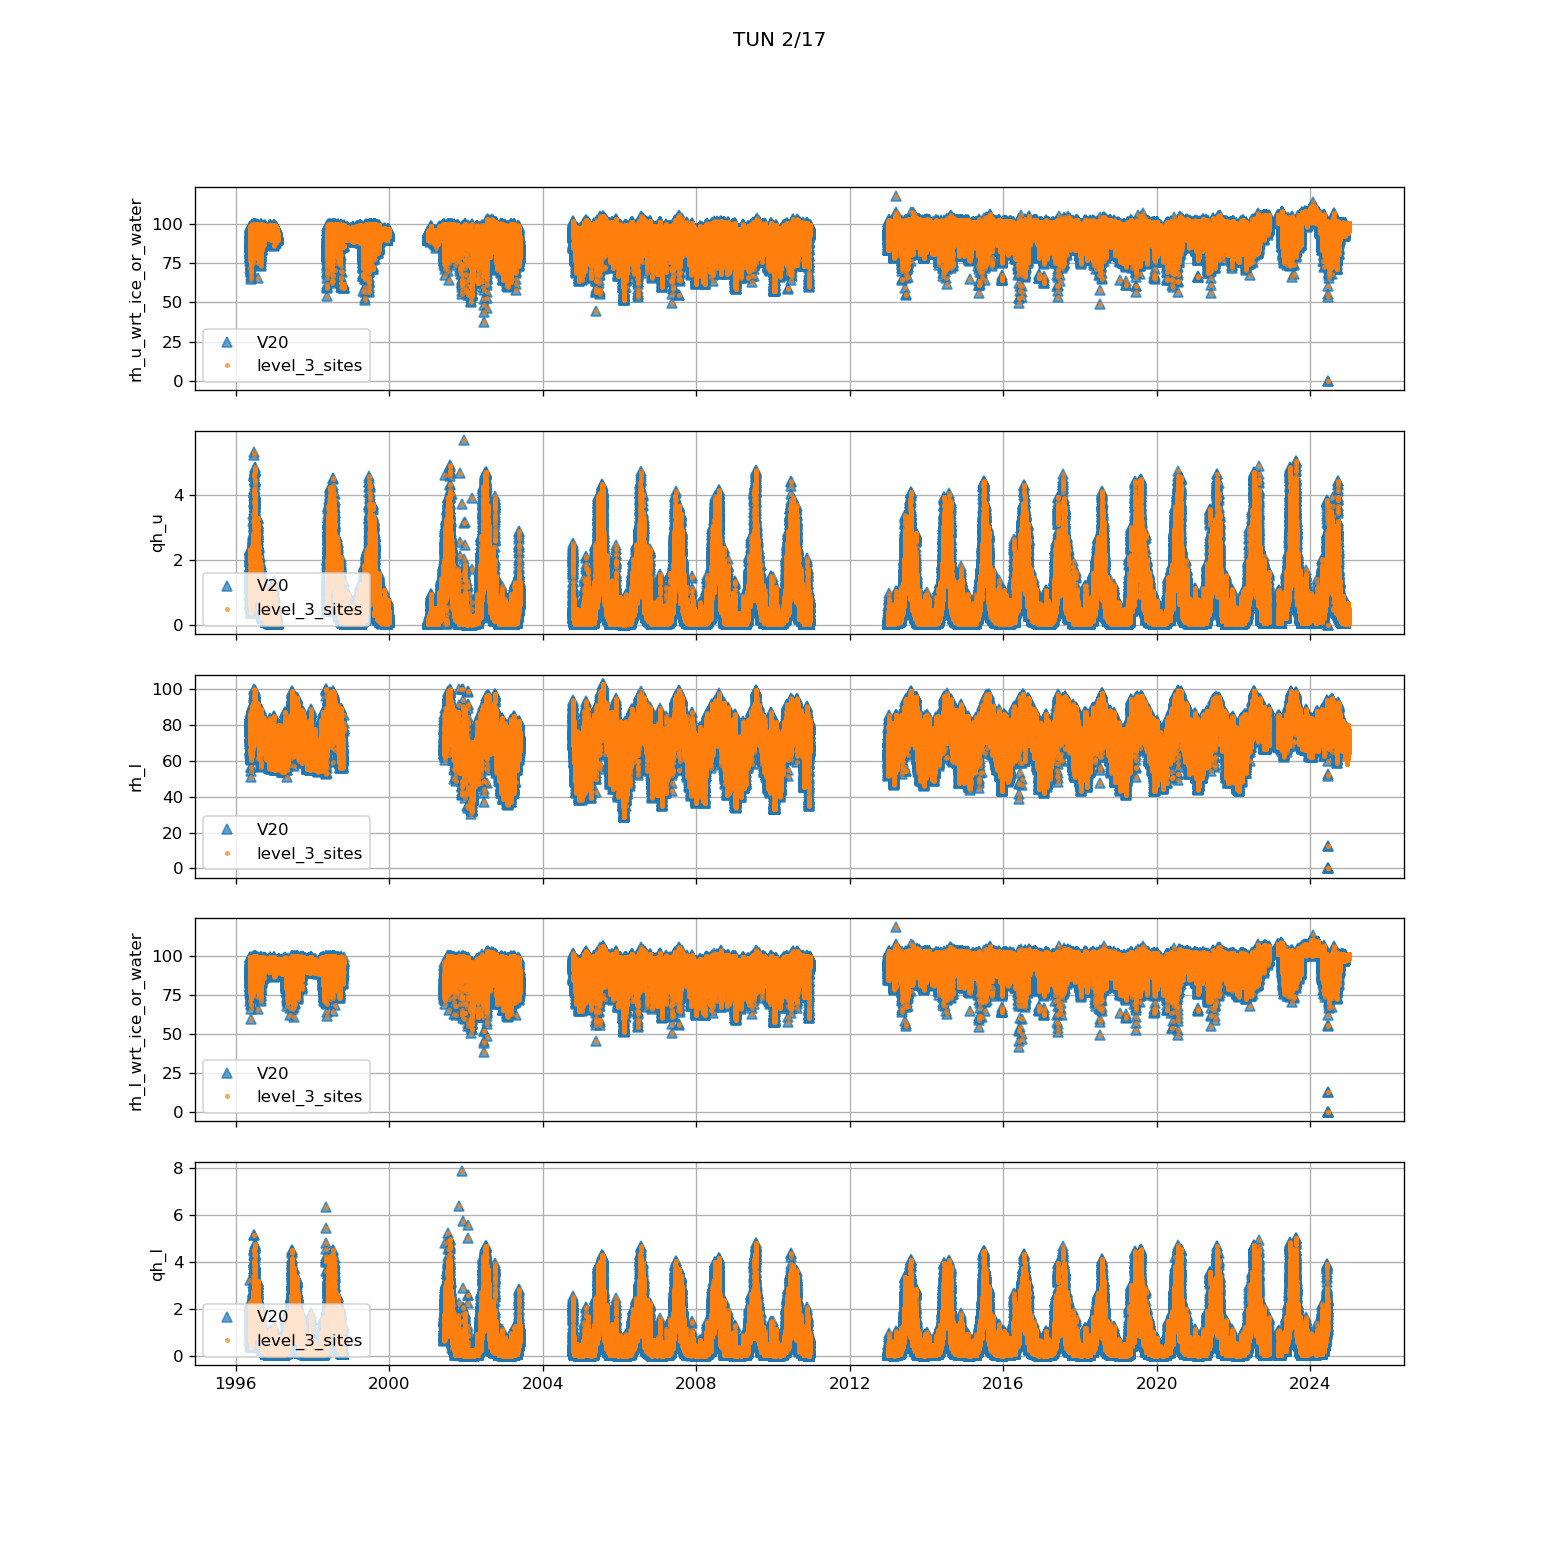 TUN 2/17
rh_u_wrt_ice_or_water
100
75
50
25
0
V20
level_3_sites
qh_u
4
2
0
V20
level_3_sites
rh_l
100
80
60
40
20
0
V20
level_3_sites
rh_l_wrt_ice_or_water
100
75
50
25
0
V20
level_3_sites
qh_l
8
6
4
2
0
V20
level_3_sites
1996 2000 2004 2008 2012 2016 2020 2024